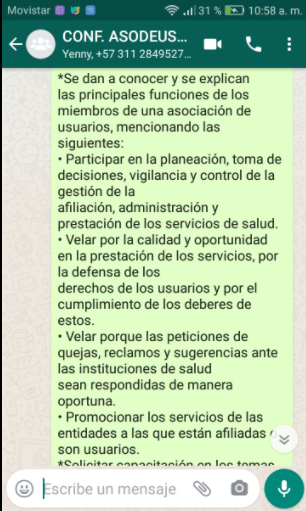 Movistar 31 % 10:58 a. m.
CONF. ASODEUS...
Yenny, +57 311 2849527...
*Se dan a conocer y se explican
las principales funciones de los
miembros de una asociación de
usuarios, mencionando las
siguientes:
• Participar en la planeación, toma de
decisiones, vigilancia y control de la
gestión de la
afiliación, administración y
prestación de los servicios de salud.
• Velar por la calidad y oportunidad
en la prestación de los servicios, por
la defensa de los
derechos de los usuarios y por el
cumplimiento de los deberes de
estos.
• Velar porque las peticiones de
quejas, reclamos y sugerencias ante
las instituciones de salud
sean respondidas de manera
oportuna.
• Promocionar los servicios de las
entidades a las que están afiliadas
son usuarios.
*Solicitar capacitación en los temas
Escribe un mensaje